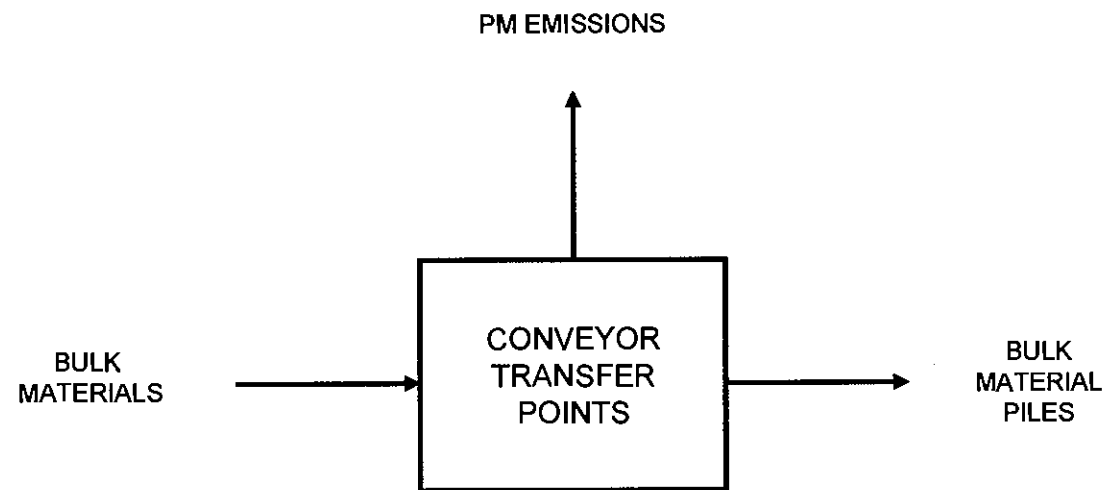 PM EMISSIONS
CONVEYOR
TRANSFER
POINTS
BULK
MATERIALS
BULK
MATERIAL
PILES